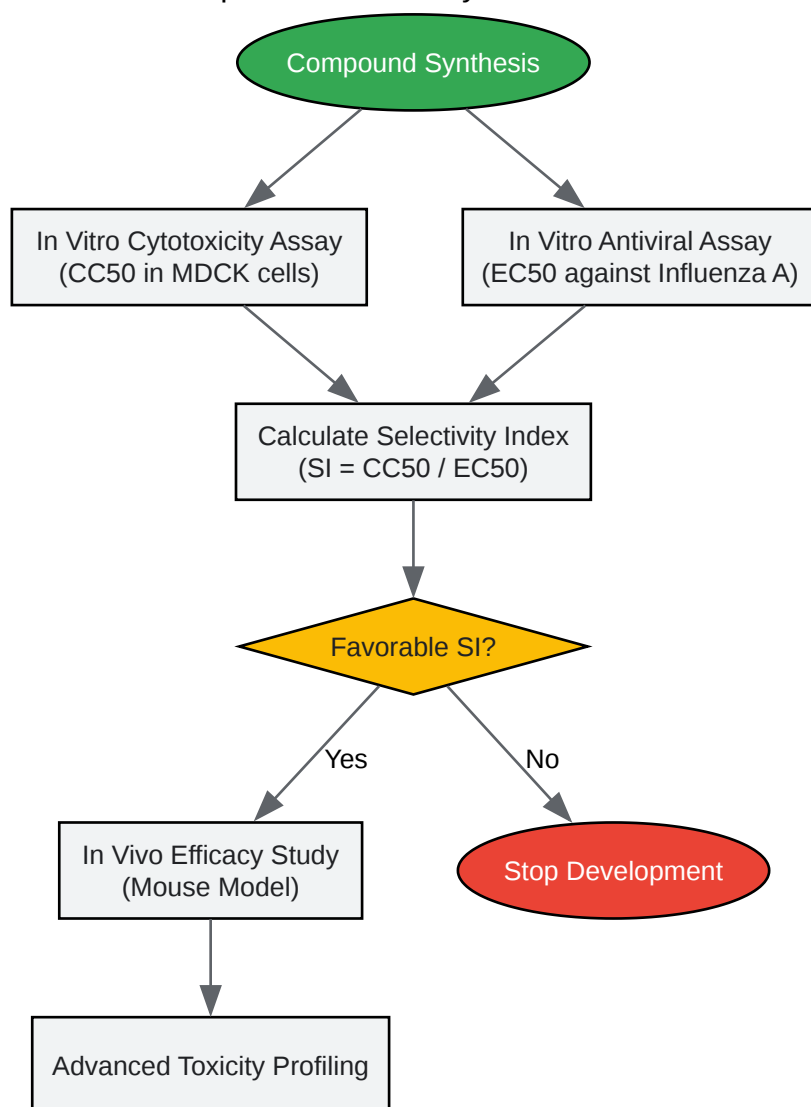 Compound Synthesis
In Vitro Cytotoxicity Assay
(CC50 in MDCK cells)
In Vitro Antiviral Assay
(EC50 against Influenza A)
Calculate Selectivity Index
(SI = CC50 / EC50)
Favorable SI?
Yes
No
In Vivo Efficacy Study
(Mouse Model)
Stop Development
Advanced Toxicity Profiling